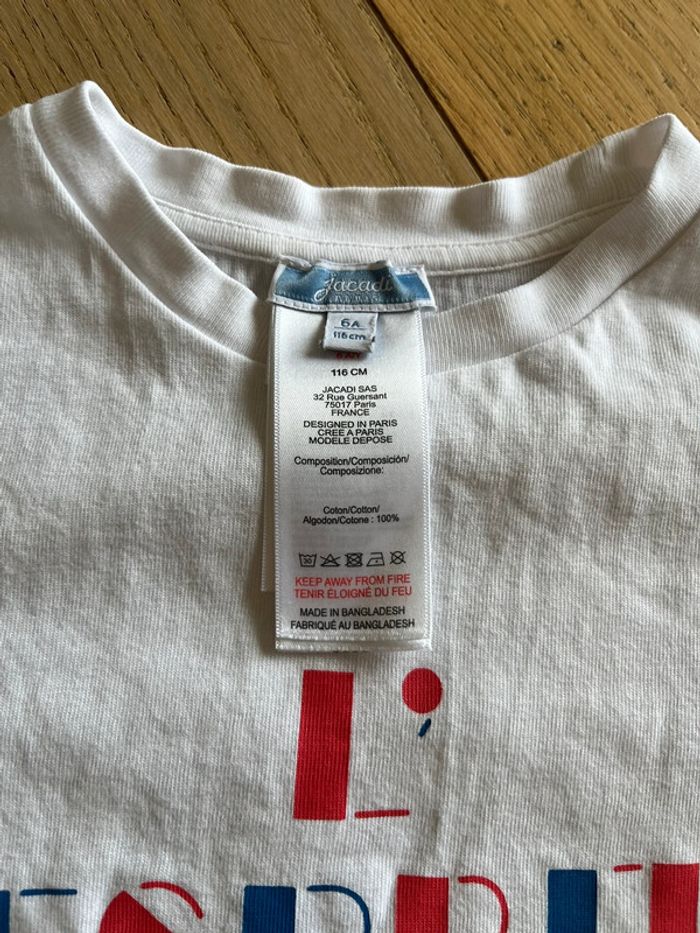 Jacadi
PARIS
6A
116cm
116 CM
JACADI SAS
32 Rue Guersant
75017 Paris
FRANCE
DESIGNED IN PARIS
CREE A PARIS
MODELE DEPOSE
Composition/Composición/
Composizione:
Coton/Cotton/
Algodon/Cotone : 100%
30
KEEP AWAY FROM FIRE
TENIR ÉLOIGNÉ DU FEU
MADE IN BANGLADESH
FABRIQUÉ AU BANGLADESH
L'